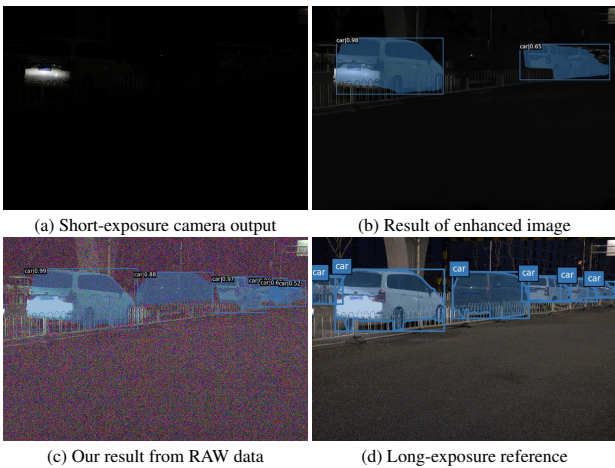 car|0.98
car|0.65
(a) Short-exposure camera output
(b) Result of enhanced image
car|0.99
car|0.88
car|0.97
car|0.52
car
car
car
car
car
car
(c) Our result from RAW data
(d) Long-exposure reference